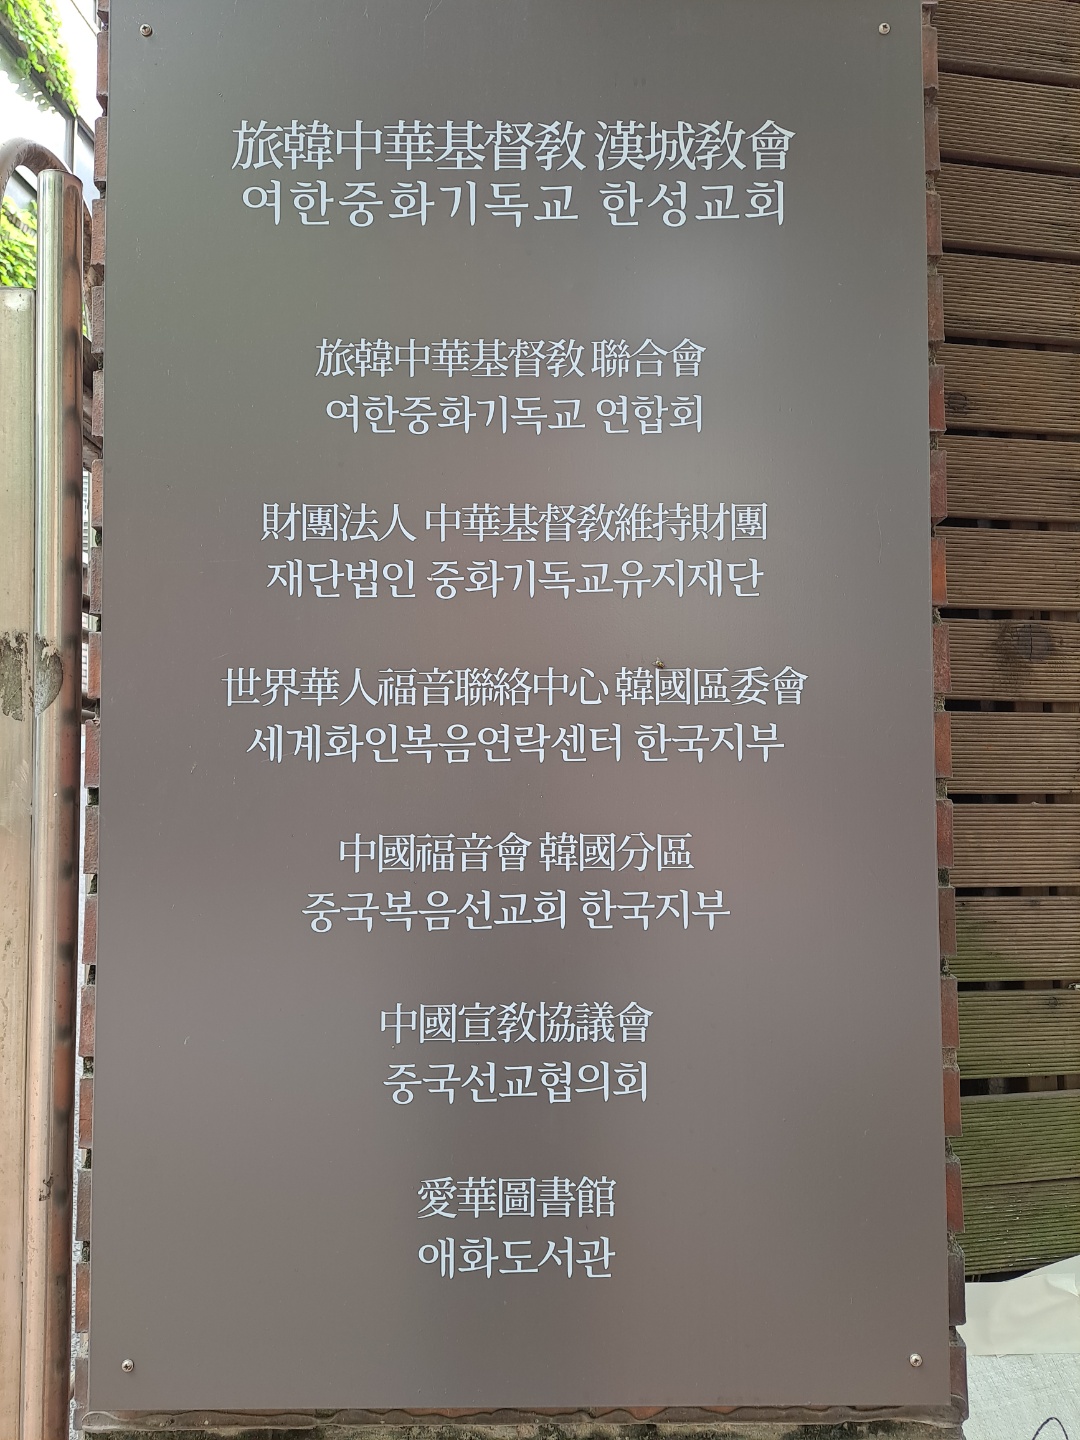 旅韓中華基督敎 漢城敎會
여한중화기독교 한성교회
旅韓中華基督敎 聯合會
여한중화기독교 연합회
財團法人 中華基督敎維持財團
재단법인 중화기독교유지재단
世界華人福音聯絡中心 韓國區委會
세계화인복음연락센터 한국지부
中國福音會 韓國分區
중국복음선교회 한국지부
中國宣敎協議會
중국선교협의회
愛華圖書館
애화도서관